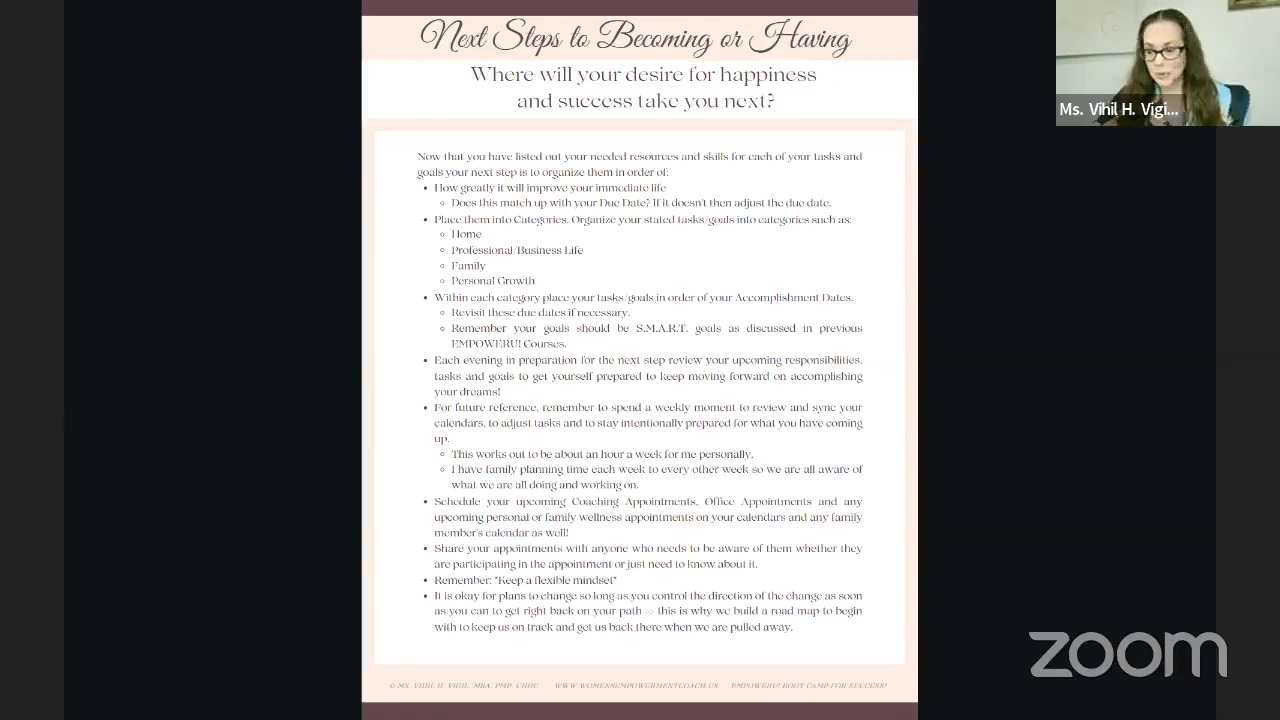 Next Steps to Becoming or Having
Where will your desire for happiness
and success take you next?
Ms. Vihil H. Vigi...
Now that you have listed out your needed resources and skills for each of your tasks and
goals your next step is to organize them in order of:
• How greatly it will improve your immediate life
◦ Does this match up with your Due Date? If it doesn't then adjust the due date.
• Place them into Categories. Organize your stated tasks/goals into categories such as:
◦ Home
◦ Professional/Business Life
◦ Family
◦ Personal Growth
• Within each category place your tasks/goals in order of your Accomplishment Dates.
◦ Revisit these due dates if necessary.
◦ Remember your goals should be S.M.A.R.T. goals as discussed in previous
EMPOWERU! Courses.
• Each evening in preparation for the next step review your upcoming responsibilities,
tasks and goals to get yourself prepared to keep moving forward on accomplishing
your dreams!
• For future reference, remember to spend a weekly moment to review and sync your
calendars, to adjust tasks and to stay intentionally prepared for what you have coming
up.
◦ This works out to be about an hour a week for me personally.
◦ I have family planning time each week to every other week so we are all aware of
what we are all doing and working on.
• Schedule your upcoming Coaching Appointments, Office Appointments and any
upcoming personal or family wellness appointments on your calendars and any family
member's calendar as well!
• Share your appointments with anyone who needs to be aware of them whether they
are participating in the appointment or just need to know about it.
• Remember: "Keep a flexible mindset"
• It is okay for plans to change so long as you control the direction of the change as soon
as you can to get right back on your path >> this is why we build a road map to begin
with to keep us on track and get us back there when we are pulled away.
© MS. VIHIL H. VIGIL, MBA, PMP, CHHC WWW.WOMENSEMPOWERMENTCOACH.US EMPOWERU! BOOT CAMP FOR SUCCESS!
zoom